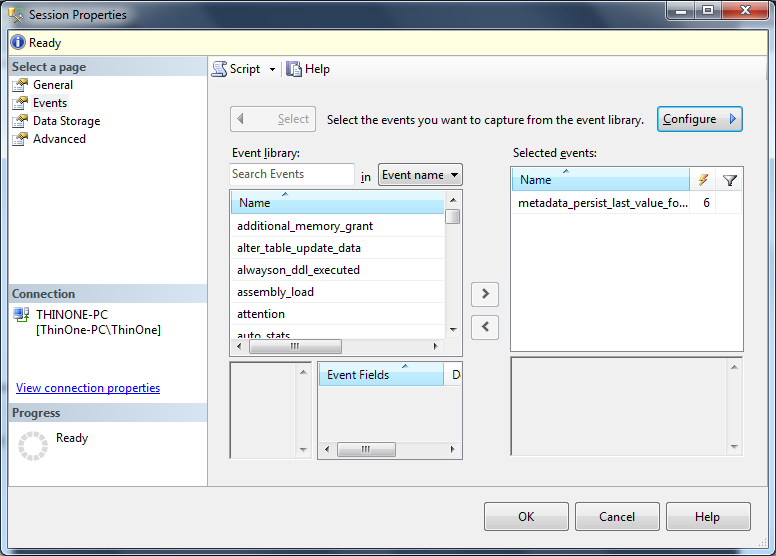 Session Properties
Ready
Select a page
General
Events
Data Storage
Advanced
Connection
THINONE-PC
[ThinOne-PC\ThinOne]
View connection properties
Progress
Ready
Script
Help
Select
Select the events you want to capture from the event library.
Configure
Event library:
Search Events
in
Event name
Name
additional_memory_grant
alter_table_update_data
alwayson_ddl_executed
assembly_load
attention
auto_stats
Event Fields
D
Selected events:
Name
metadata_persist_last_value_fo...
6
OK
Cancel
Help